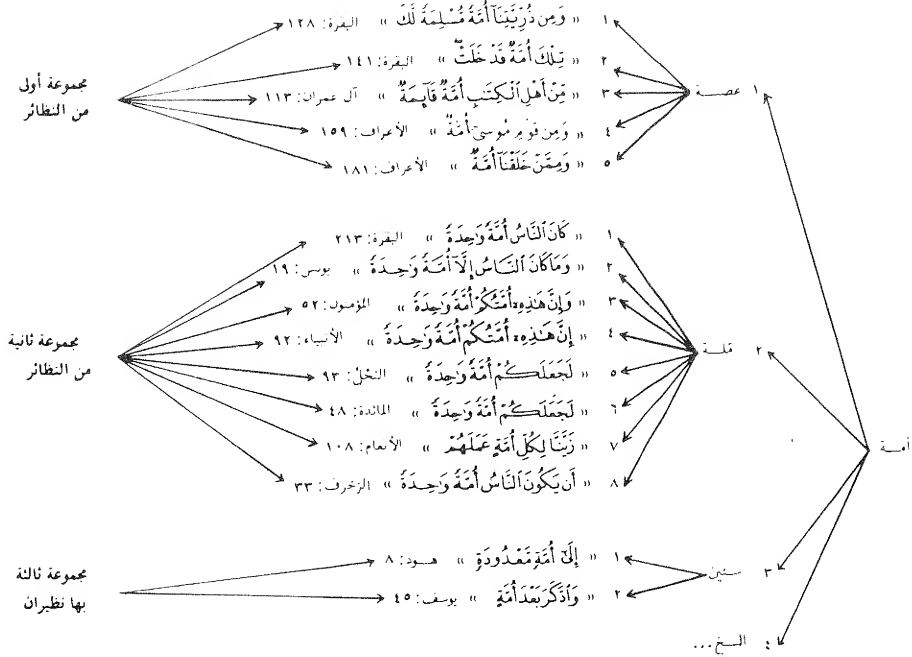 ١ « وَمِن ذُرِّيَّتِنَآ أُمَّةً مُّسْلِمَةً لَّكَ » البقرة: ١٢٨
٢ « تِلْكَ أُمَّةٌ قَدْ خَلَتْ » البقرة: ١٤١
مجموعة أولى
من النظائر
١ عصبة
٣ « مِّنْ أَهْلِ ٱلْكِتَٰبِ أُمَّةٌ قَآئِمَةٌ » آل عمران: ١١٣
٤ « وَمِن قَوْمِ مُوسَىٰٓ أُمَّةٌ » الأعراف: ١٥٩
٥ « وَمِمَّنْ خَلَقْنَآ أُمَّةٌ » الأعراف: ١٨١
١ « كَانَ ٱلنَّاسُ أُمَّةً وَٰحِدَةً » البقرة: ٢١٣
٢ « وَمَا كَانَ ٱلنَّاسُ إِلَّآ أُمَّةً وَٰحِدَةً » يونس: ١٩
٣ « وَإِنَّ هَٰذِهِۦٓ أُمَّتُكُمْ أُمَّةً وَٰحِدَةً » المؤمنون: ٥٢
٤ « إِنَّ هَٰذِهِۦٓ أُمَّتُكُمْ أُمَّةً وَٰحِدَةً » الأنبياء: ٩٢
مجموعة ثانية
من النظائر
٢ ملة
٥ « لَجَعَلَكُمْ أُمَّةً وَٰحِدَةً » النحل: ٩٣
٦ « لَجَعَلَكُمْ أُمَّةً وَٰحِدَةً » المائدة: ٤٨
٧ « زَيَّنَّا لِكُلِّ أُمَّةٍ عَمَلَهُمْ » الأنعام: ١٠٨
أمة
٨ « أَن يَكُونَ ٱلنَّاسُ أُمَّةً وَٰحِدَةً » الزخرف: ٣٣
١ « إِلَىٰٓ أُمَّةٍ مَّعْدُودَةٍ » هود: ٨
٣ سنين
مجموعة ثالثة
بها نظيران
٢ « وَٱدَّكَرَ بَعْدَ أُمَّةٍ » يوسف: ٤٥
٤ الخ...